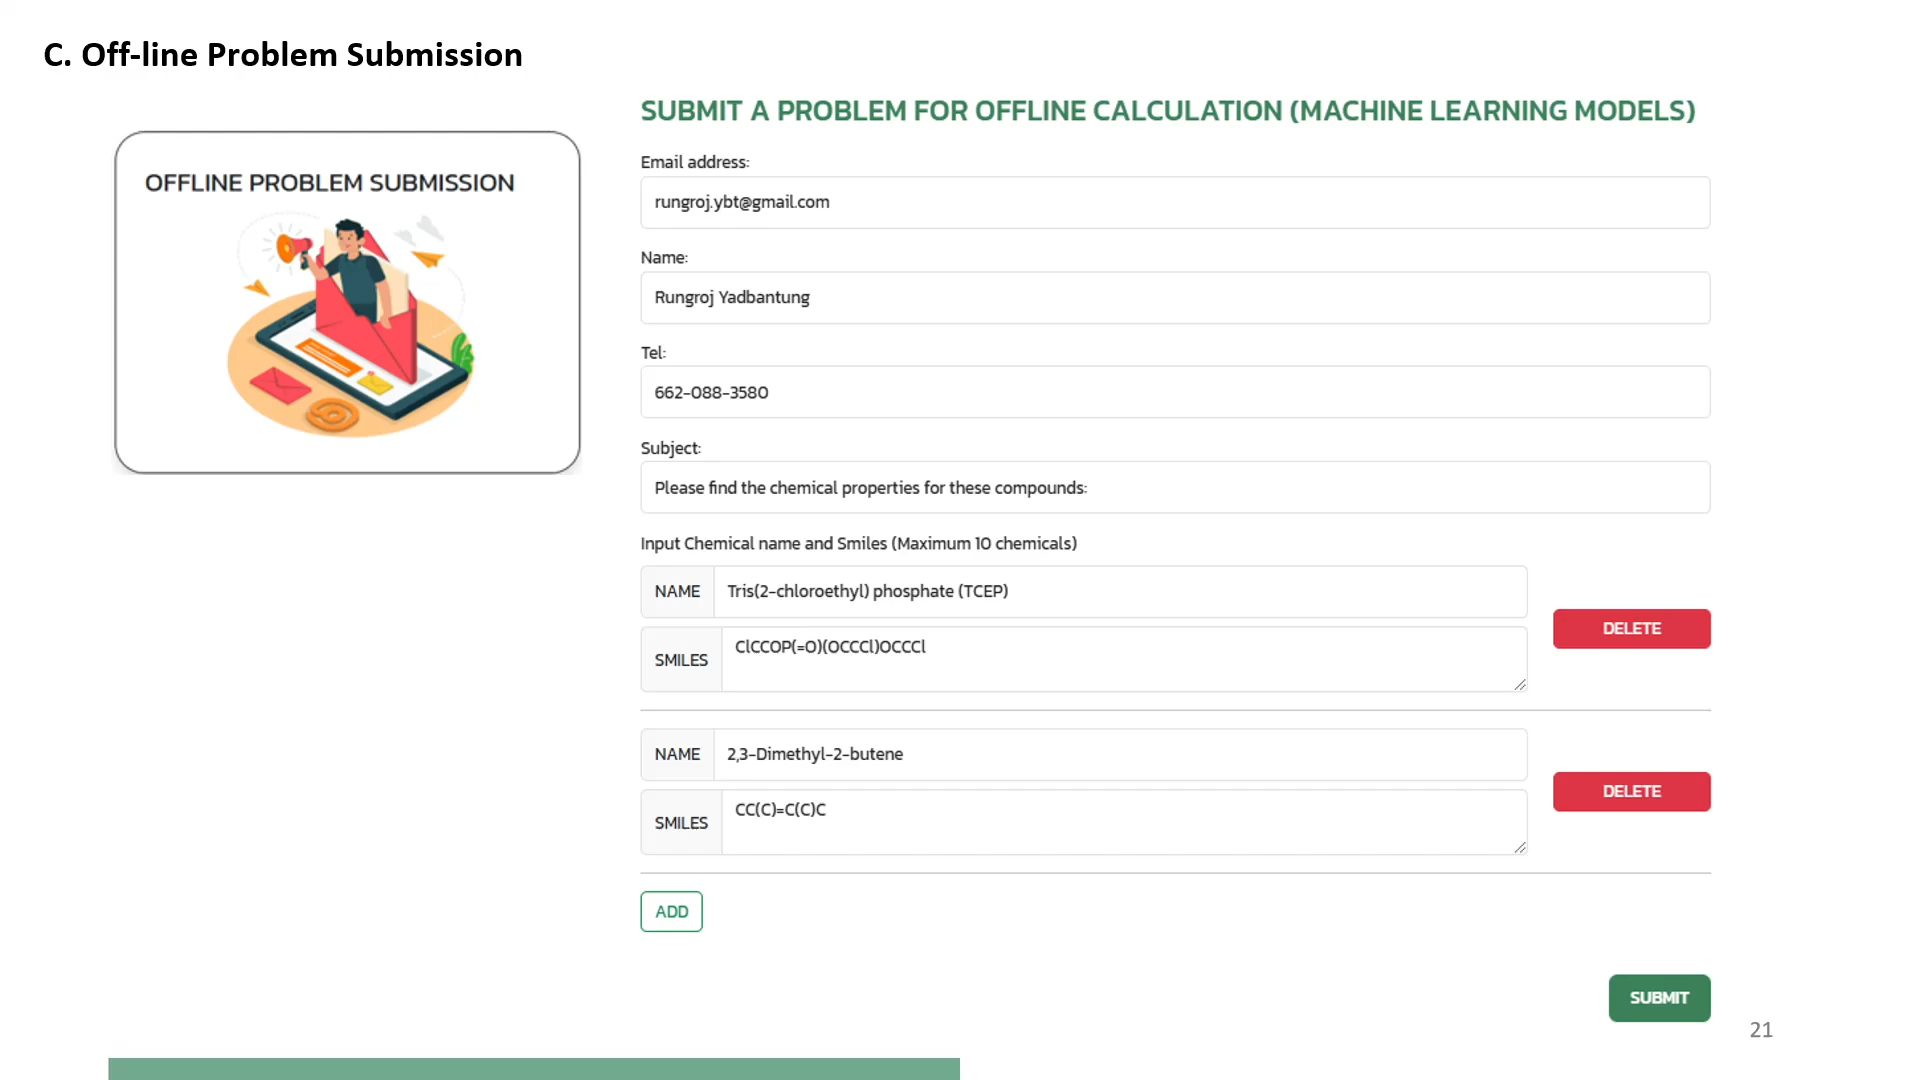 C. Off-line Problem Submission
OFFLINE PROBLEM SUBMISSION
SUBMIT A PROBLEM FOR OFFLINE CALCULATION (MACHINE LEARNING MODELS)
Email address:
rungroj.ybt@gmail.com
Name:
Rungroj Yadbantung
Tel:
662-088-3580
Subject:
Please find the chemical properties for these compounds:
Input Chemical name and Smiles (Maximum 10 chemicals)
NAME Tris(2-chloroethyl) phosphate (TCEP)
SMILES ClCCOP(=O)(OCCCl)OCCCl
DELETE
NAME 2,3-Dimethyl-2-butene
SMILES CC(C)=C(C)C
DELETE
ADD
SUBMIT
21